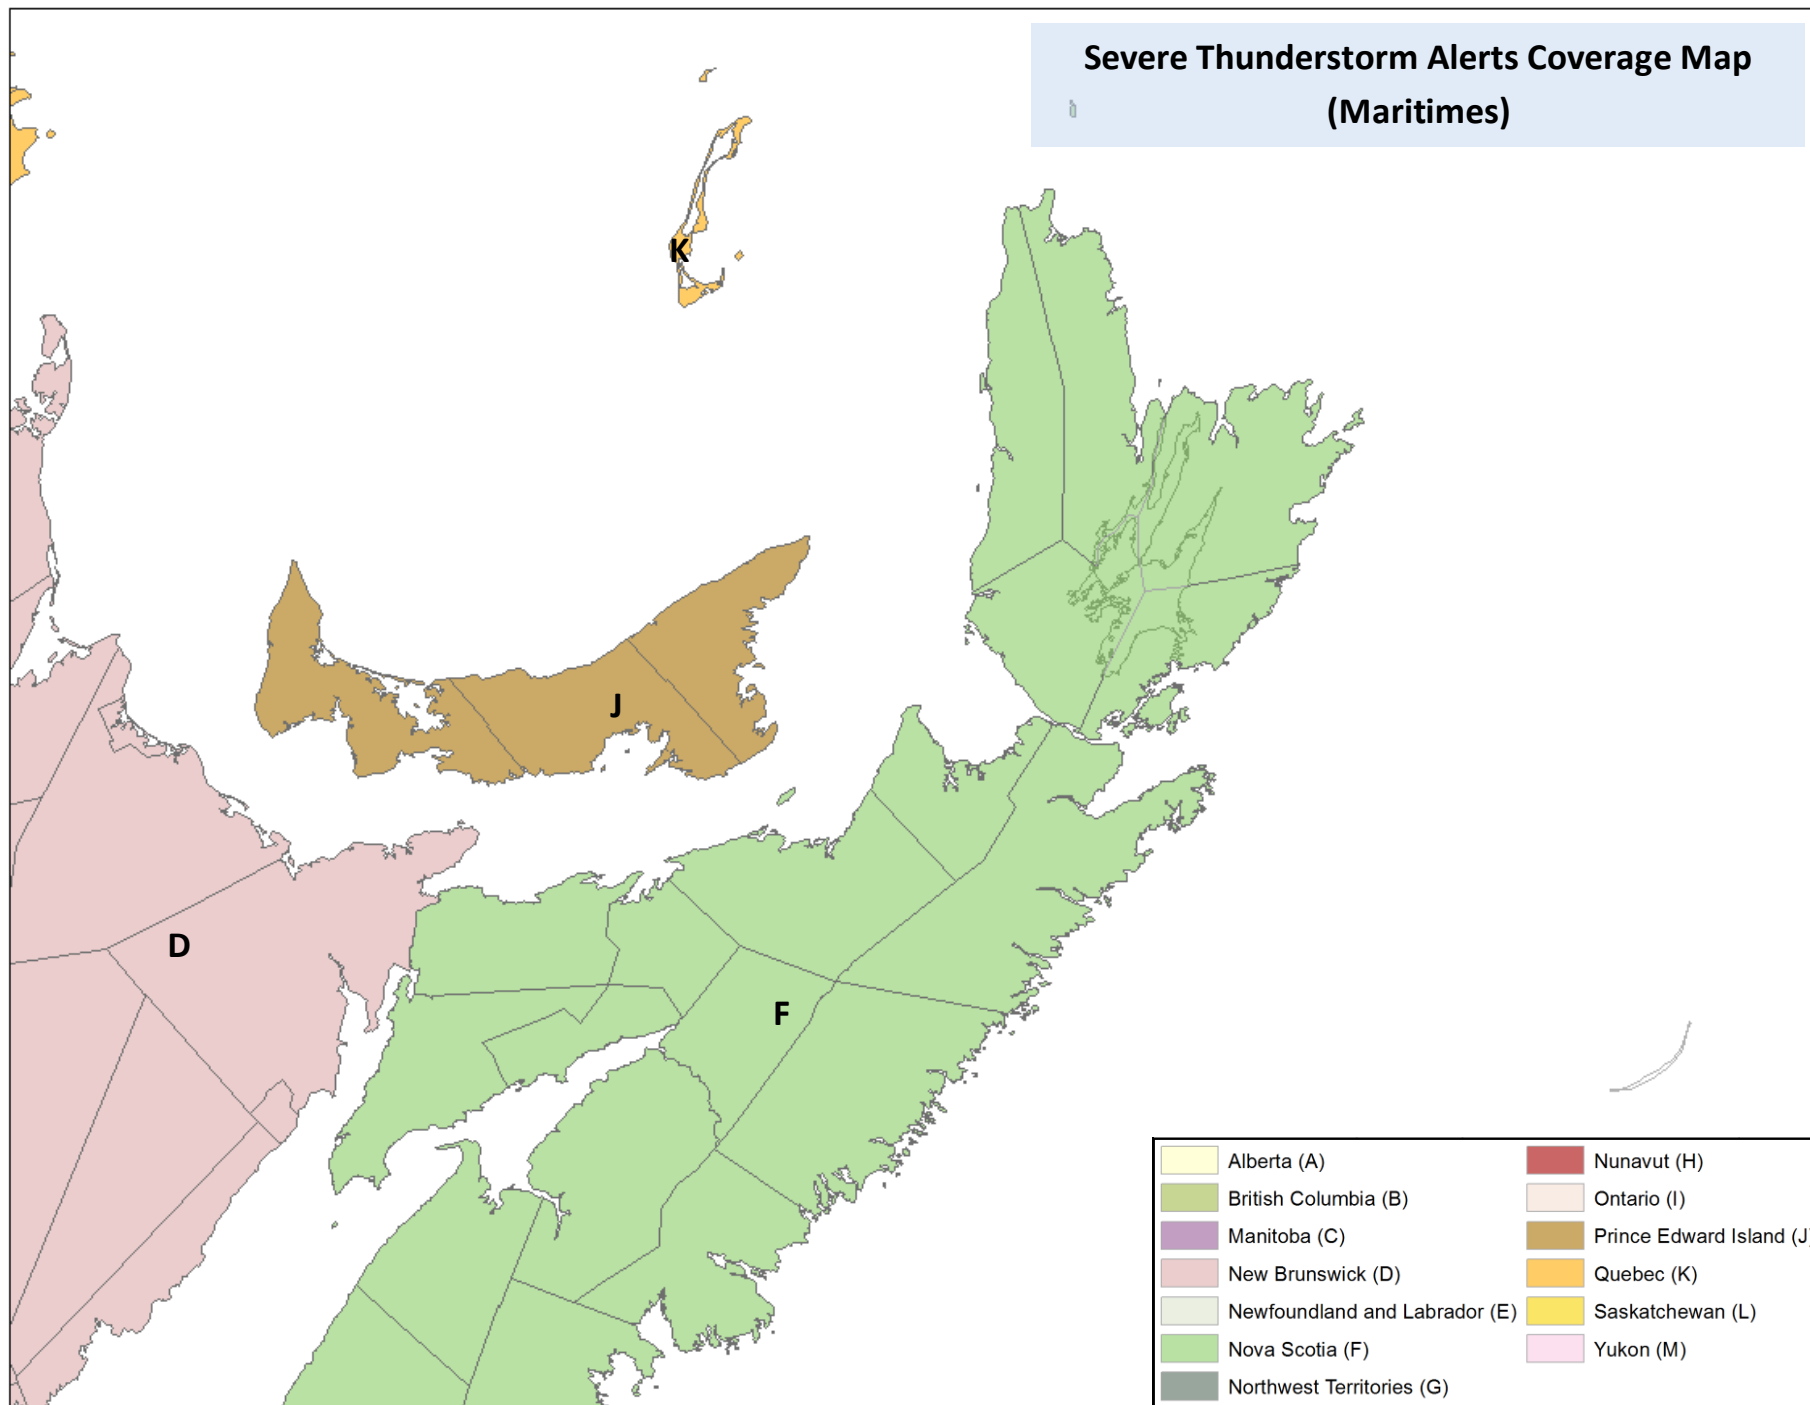 Severe Thunderstorm Alerts Coverage Map
(Maritimes)
K
J
D
F
Alberta (A)
British Columbia (B)
Manitoba (C)
New Brunswick (D)
Newfoundland and Labrador (E)
Nova Scotia (F)
Northwest Territories (G)
Nunavut (H)
Ontario (I)
Prince Edward Island (J)
Quebec (K)
Saskatchewan (L)
Yukon (M)